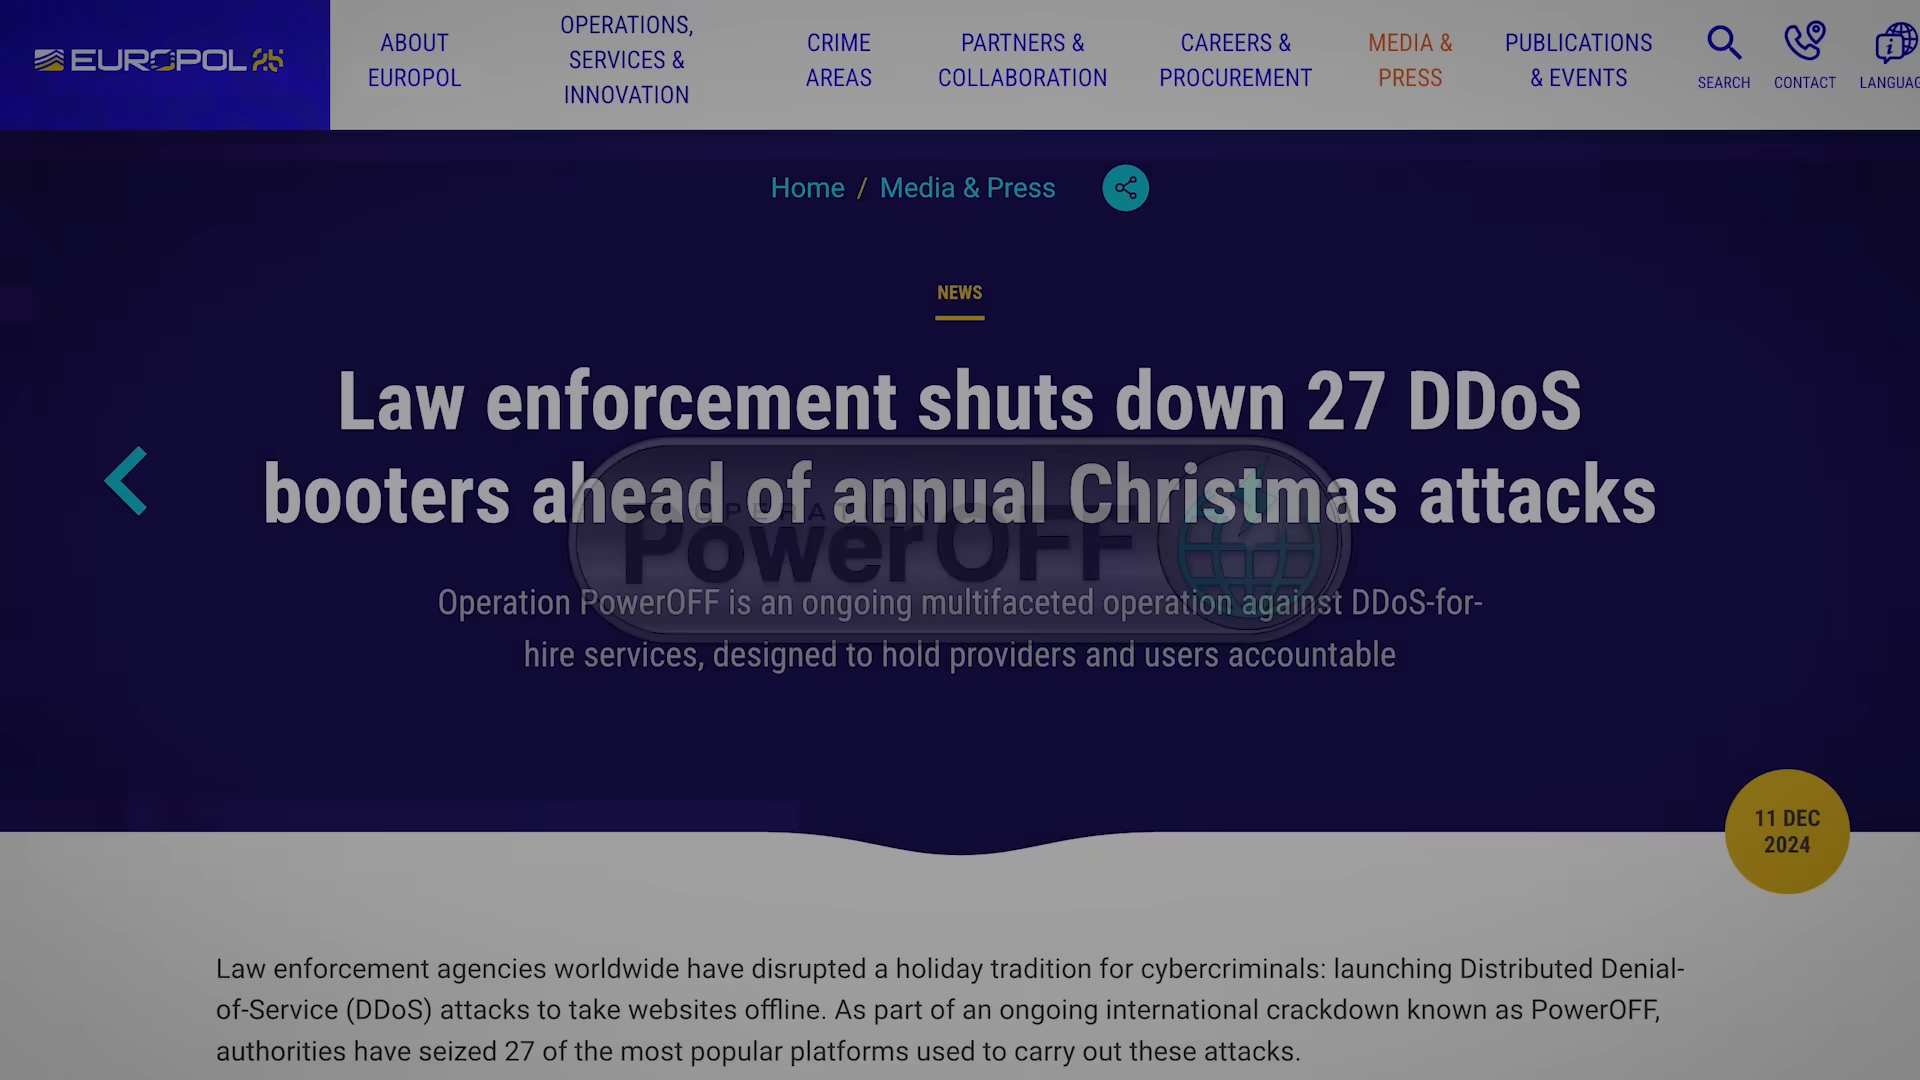 EUROPOL 25
ABOUT
EUROPOL
OPERATIONS,
SERVICES &
INNOVATION
CRIME
AREAS
PARTNERS &
COLLABORATION
CAREERS &
PROCUREMENT
MEDIA &
PRESS
PUBLICATIONS
& EVENTS
SEARCH
CONTACT
LANGUAG
Home / Media & Press
NEWS
Law enforcement shuts down 27 DDoS
booters ahead of annual Christmas attacks
OPERATION
PowerOFF
Operation PowerOFF is an ongoing multifaceted operation against DDoS-for-
hire services, designed to hold providers and users accountable
11 DEC
2024
Law enforcement agencies worldwide have disrupted a holiday tradition for cybercriminals: launching Distributed Denial-
of-Service (DDoS) attacks to take websites offline. As part of an ongoing international crackdown known as PowerOFF,
authorities have seized 27 of the most popular platforms used to carry out these attacks.